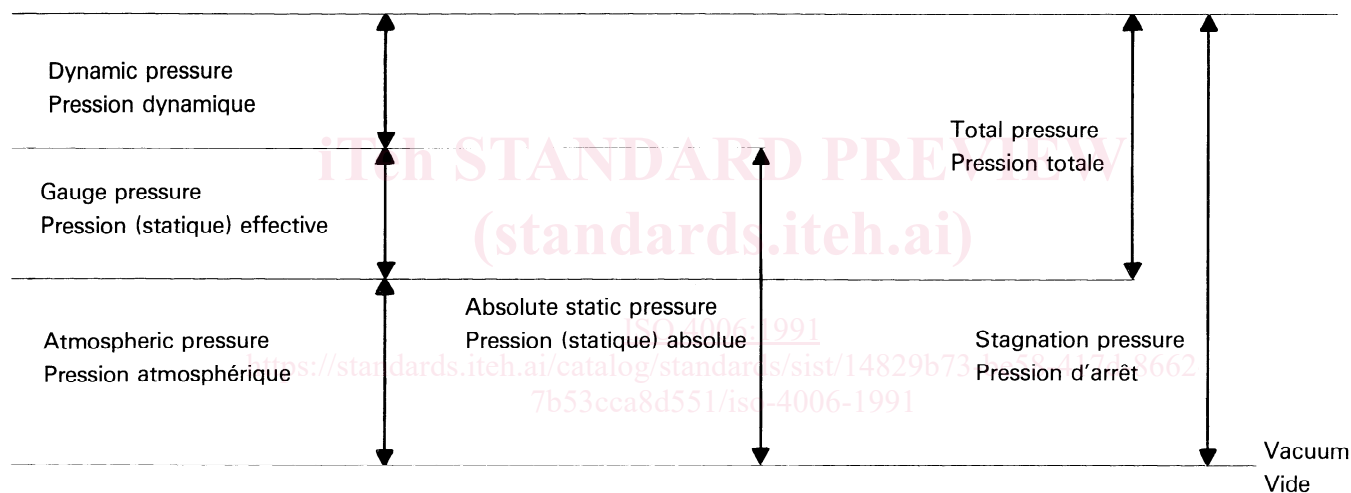 Dynamic pressure
Pression dynamique
Total pressure
Pression totale
iTeh STANDARD PREVIEW
Gauge pressure
Pression (statique) effective
(standards.iteh.ai)
Absolute static pressure
Pression (statique) absolue
ISO 4006:1991
Atmospheric pressure
Pression atmosphérique
Stagnation pressure
Pression d'arrêt
https://standards.iteh.ai/catalog/standards/sist/14829b73-ba58-417d-8662
7b53cca8d551/iso-4006-1991
Vacuum
Vide